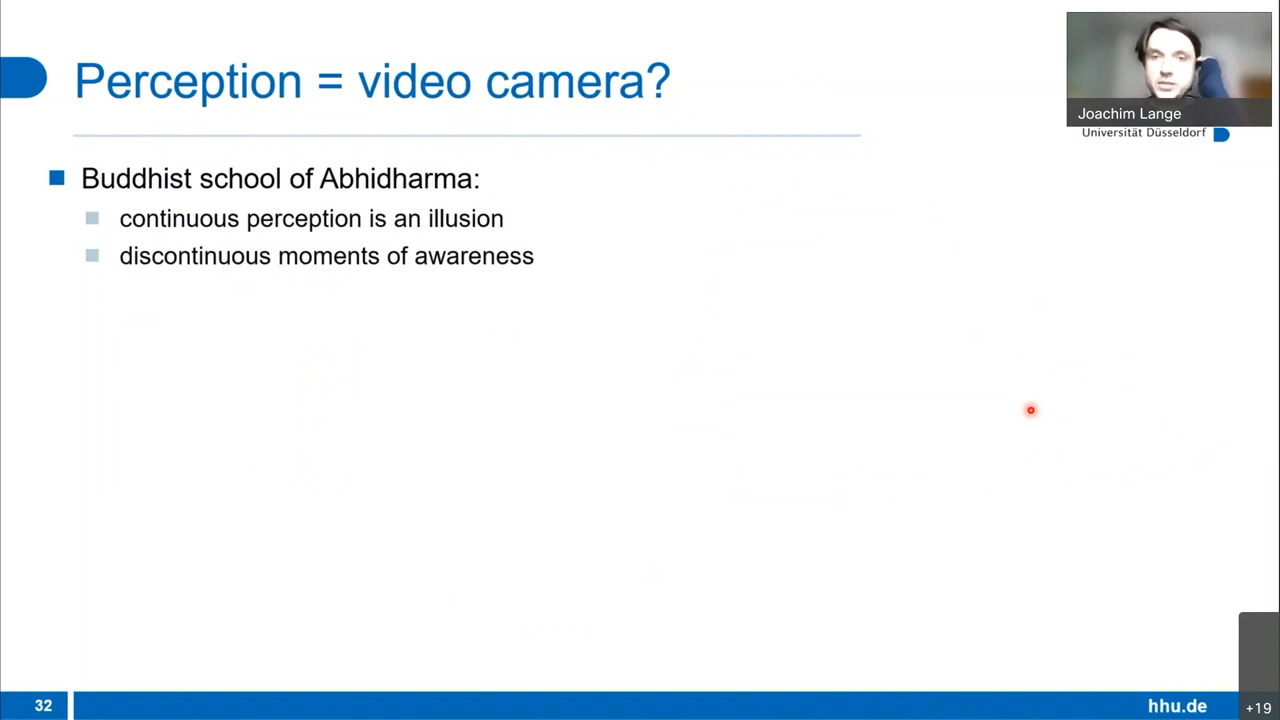 Perception = video camera?
Joachim Lange
Universität Düsseldorf
Buddhist school of Abhidharma:
continuous perception is an illusion
discontinuous moments of awareness
32
hhu.de
+19